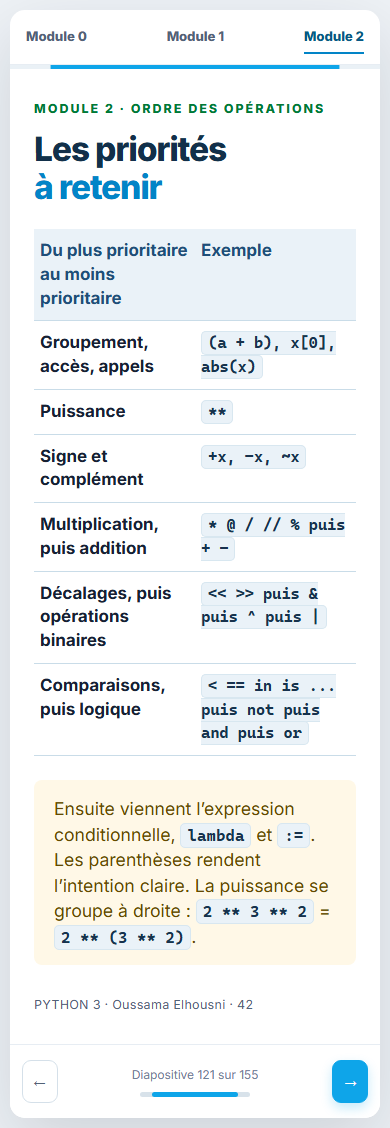 Module 0 Module 1 Module 2
MODULE 2 · ORDRE DES OPÉRATIONS
Les priorités
à retenir
Du plus prioritaire au moins prioritaire Exemple
Groupement, accès, appels (a + b), x[0], abs(x)
Puissance **
Signe et complément +x, −x, ~x
Multiplication, puis addition * @ / // % puis + −
Décalages, puis opérations binaires << >> puis & puis ^ puis |
Comparaisons, puis logique < == in is ... puis not puis and puis or
Ensuite viennent l’expression
conditionnelle, lambda et := .
Les parenthèses rendent
l’intention claire. La puissance se
groupe à droite : 2 ** 3 ** 2 =
2 ** (3 ** 2) .
PYTHON 3 · Oussama Elhousni · 42
← Diapositive 121 sur 155 →